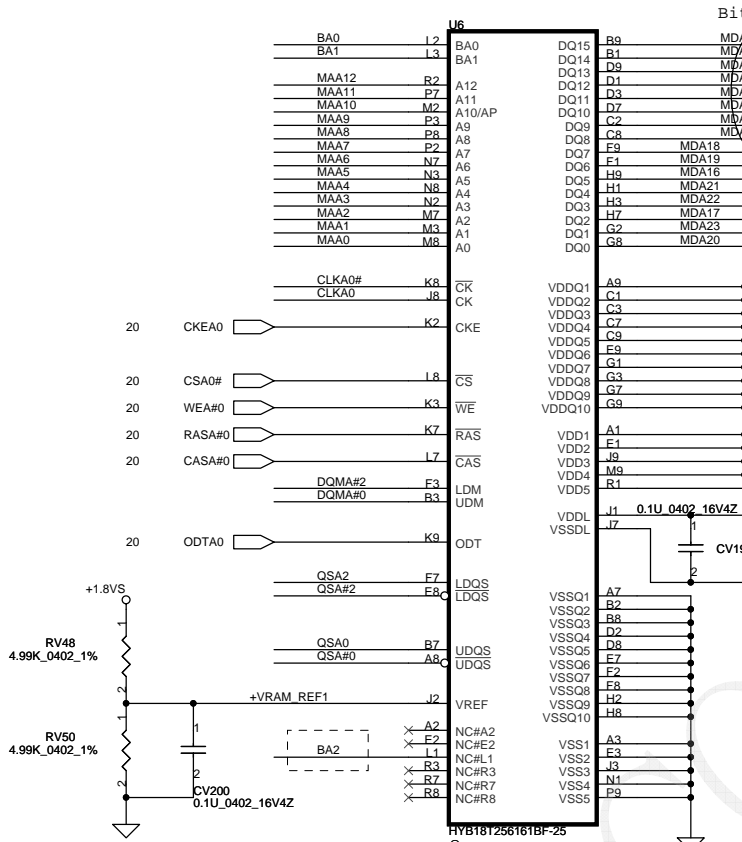 Bit
U6
BA0 L2 BA0 DQ15 B9 MDA
BA1 L3 BA1 DQ14 B1 MDA
DQ13 D9 MDA
MAA12 R2 A12 DQ12 D1 MDA
MAA11 P7 A11 DQ11 D3 MDA
MAA10 M2 A10/AP DQ10 D7 MDA
MAA9 P3 A9 DQ9 C2 MDA
MAA8 P8 A8 DQ8 C8 MDA
MAA7 P2 A7 DQ7 F9 MDA18
MAA6 N7 A6 DQ6 F1 MDA19
MAA5 N3 A5 DQ5 H9 MDA16
MAA4 N8 A4 DQ4 H1 MDA21
MAA3 N2 A3 DQ3 H3 MDA22
MAA2 M7 A2 DQ2 H7 MDA17
MAA1 M3 A1 DQ1 G2 MDA23
MAA0 M8 A0 DQ0 G8 MDA20
CLKA0# K8 CK VDDQ1 A9
CLKA0 J8 CK VDDQ2 C1
VDDQ3 C3
20 CKEA0 K2 CKE VDDQ4 C7
VDDQ5 C9
VDDQ6 E9
VDDQ7 G1
20 CSA0# L8 CS VDDQ8 G3
VDDQ9 G7
20 WEA#0 K3 WE VDDQ10 G9
20 RASA#0 K7 RAS VDD1 A1
VDD2 E1
20 CASA#0 L7 CAS VDD3 J9
VDD4 M9
DQMA#2 F3 LDM VDD5 R1
DQMA#0 B3 UDM
VDDL J1 0.1U_0402_16V4Z
VSSDL J7
1
20 ODTA0 K9 ODT
CV19
2
QSA2 F7 LDQS
+1.8VS QSA#2 E8 LDQS VSSQ1 A7
VSSQ2 B2
VSSQ3 B8
VSSQ4 D2
RV48 QSA0 B7 UDQS VSSQ5 D8
4.99K_0402_1% QSA#0 A8 UDQS VSSQ6 E7
1
2
VSSQ7 F2
VSSQ8 F8
+VRAM_REF1 J2 VREF VSSQ9 H2
VSSQ10 H8
A2 NC#A2
E2 NC#E2 VSS1 A3
RV50 BA2 L1 NC#L1 VSS2 E3
4.99K_0402_1% R3 NC#R3 VSS3 J3
1
2
1
2
R7 NC#R7 VSS4 N1
CV200 R8 NC#R8 VSS5 P9
0.1U_0402_16V4Z
HYB18T256161BF-25